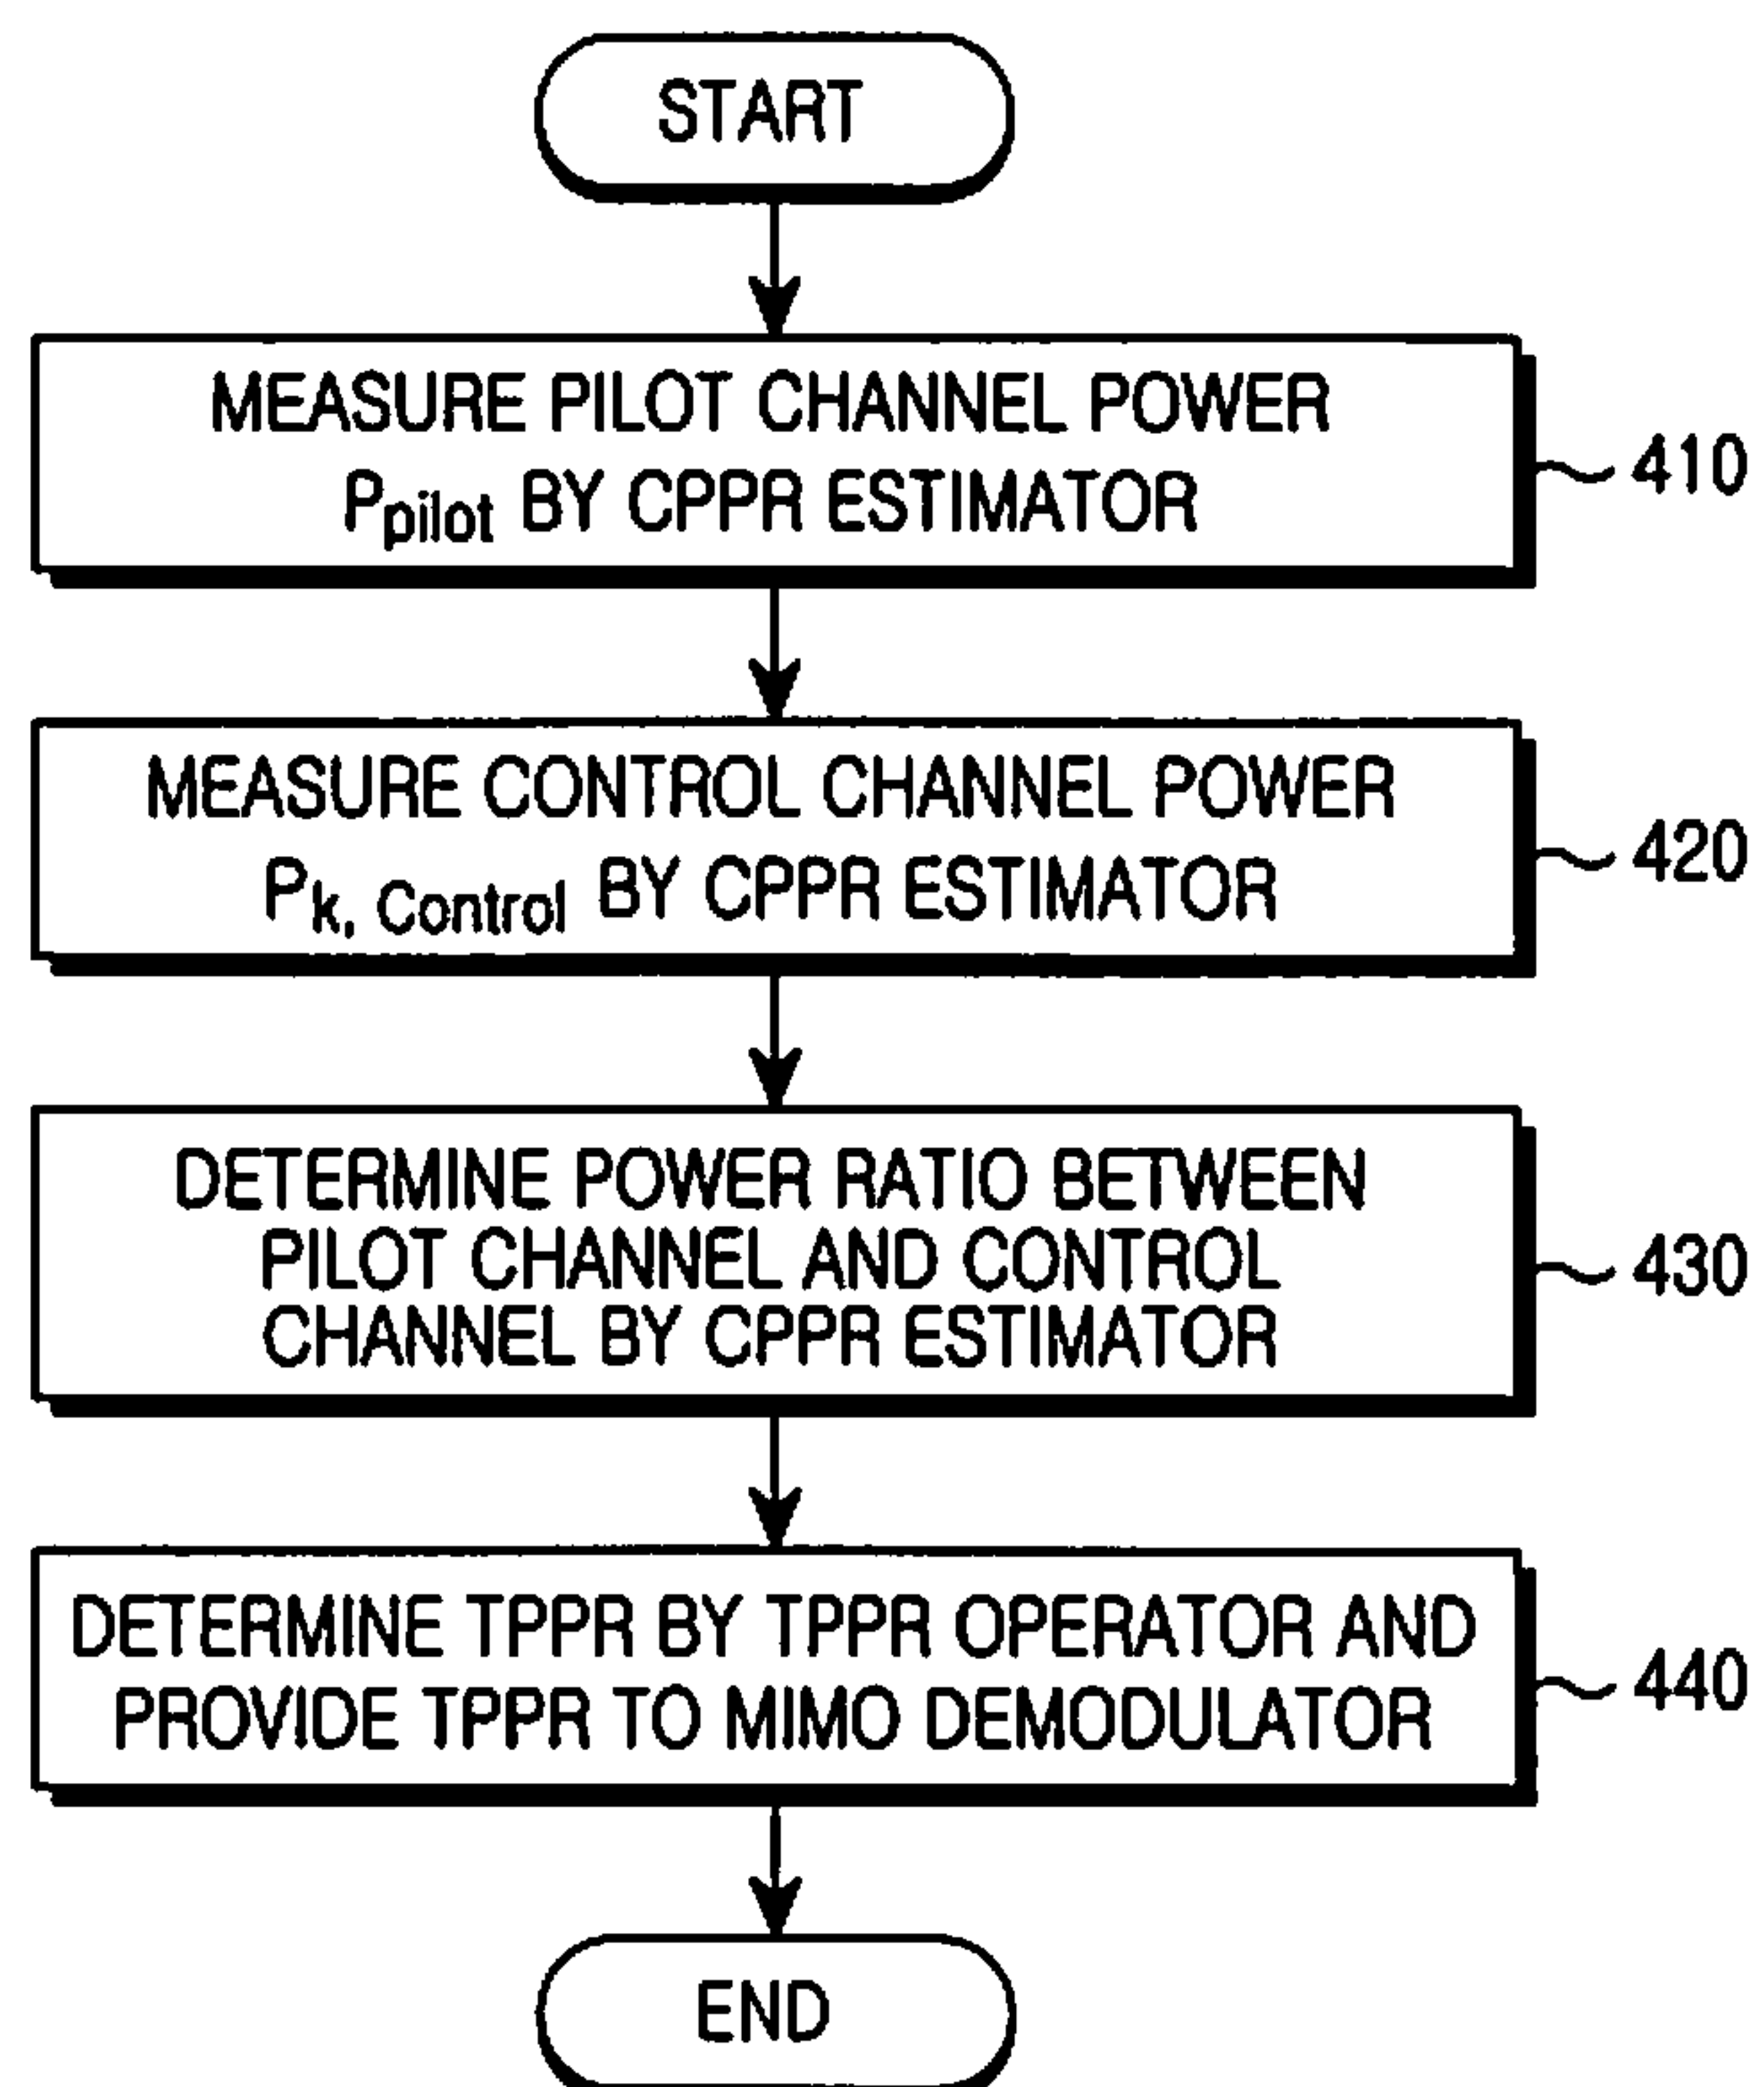 START
MEASURE PILOT CHANNEL POWER
Ppilot BY CPPR ESTIMATOR
410
MEASURE CONTROL CHANNEL POWER
Pk, Control BY CPPR ESTIMATOR
420
DETERMINE POWER RATIO BETWEEN
PILOT CHANNEL AND CONTROL
CHANNEL BY CPPR ESTIMATOR
430
DETERMINE TPPR BY TPPR OPERATOR AND
PROVIDE TPPR TO MIMO DEMODULATOR
440
END